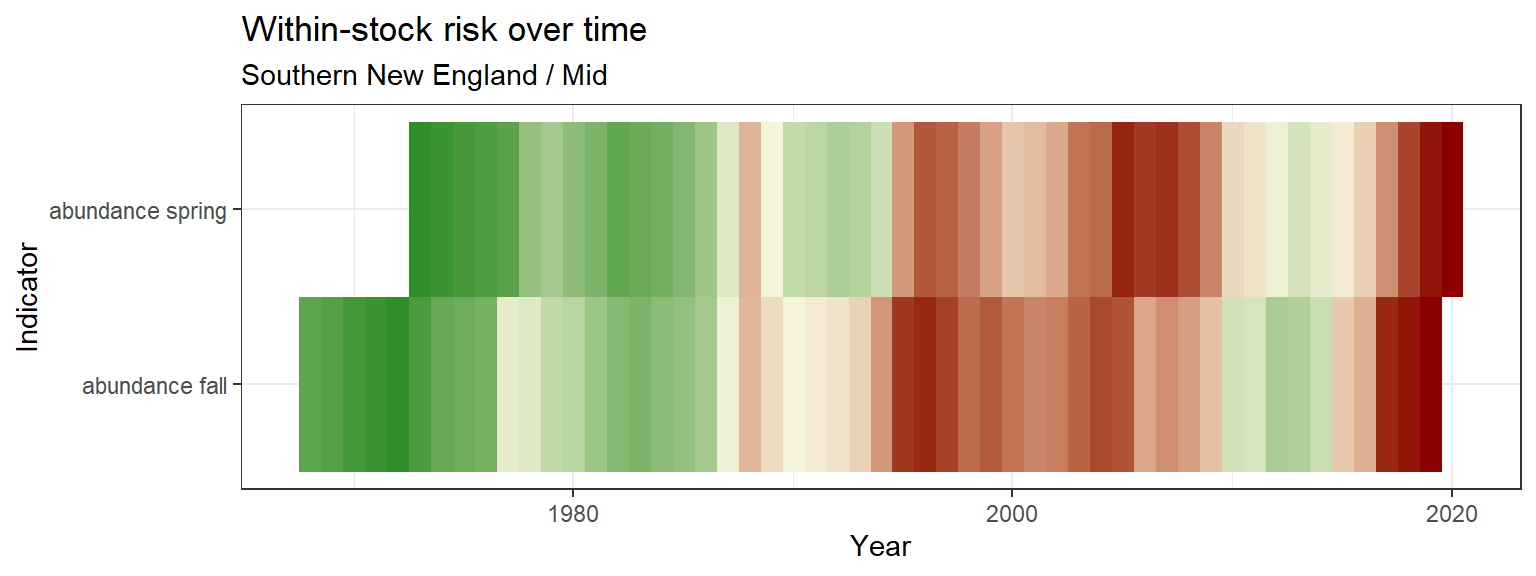 Within-stock risk over time
Southern New England / Mid
Indicator
abundance spring
abundance fall
1980
2000
2020
Year